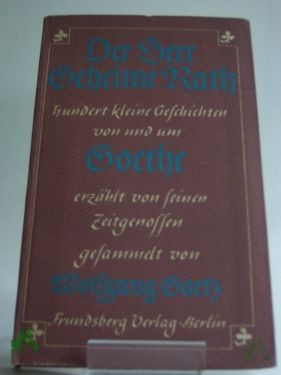 Der Herr
Geheime Rath
Hundert kleine Geschichten
von und um
Goethe
erzählt von seinen
Zeitgenossen
gesammelt von
Wolfgang Goetz
Frundsberg Verlag·Berlin